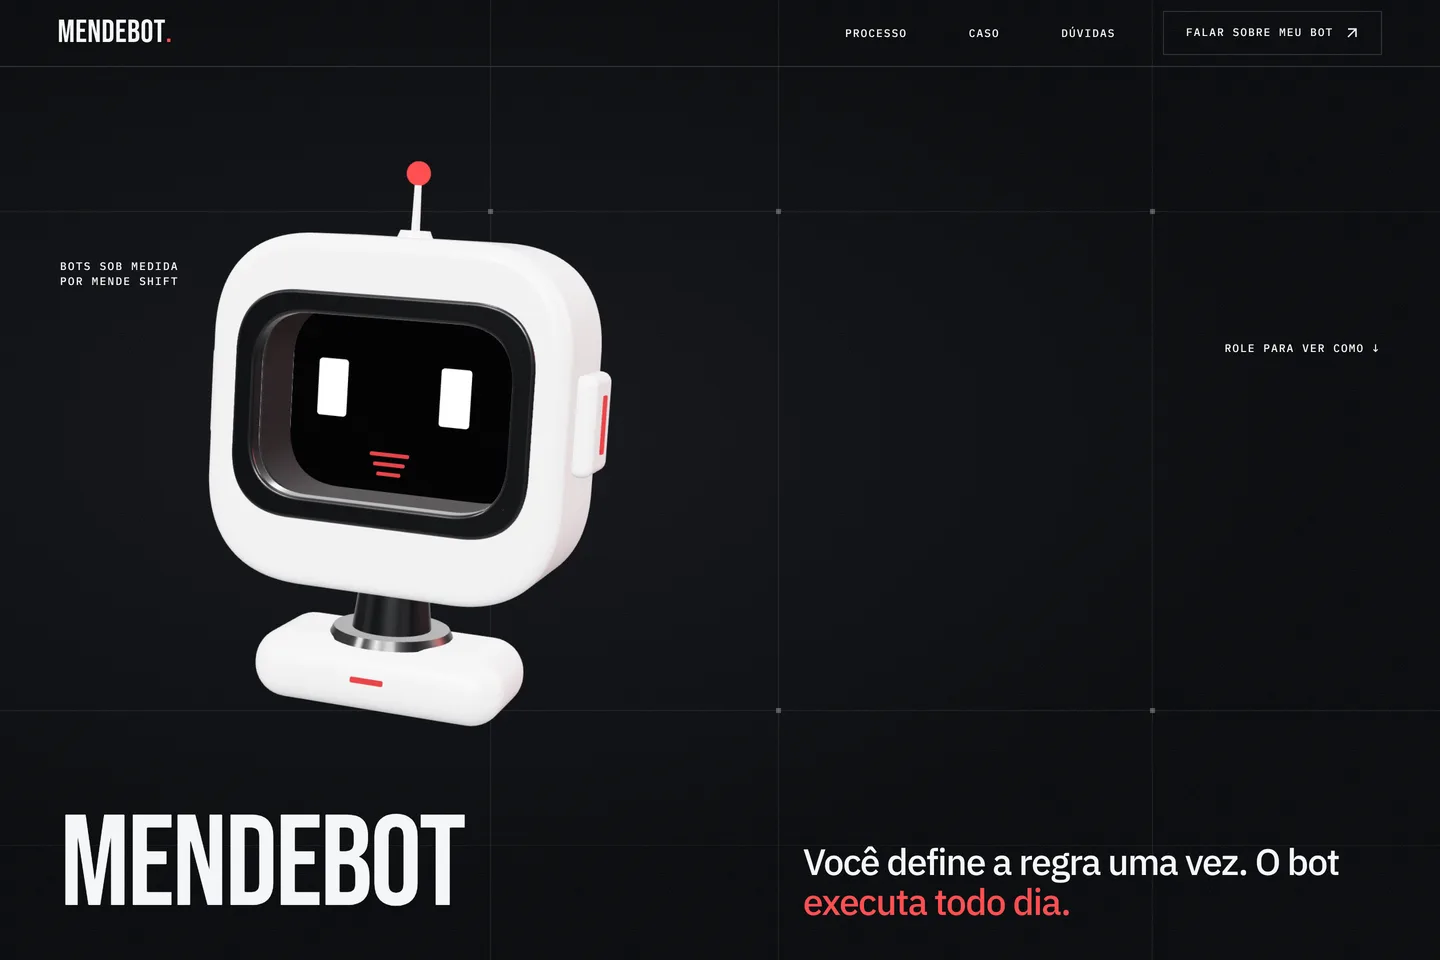 MENDEBOT.
PROCESSO
CASO
DÚVIDAS
FALAR SOBRE MEU BOT
BOTS SOB MEDIDA
POR MENDE SHIFT
ROLE PARA VER COMO ↓
MENDEBOT
Você define a regra uma vez. O bot
executa todo dia.